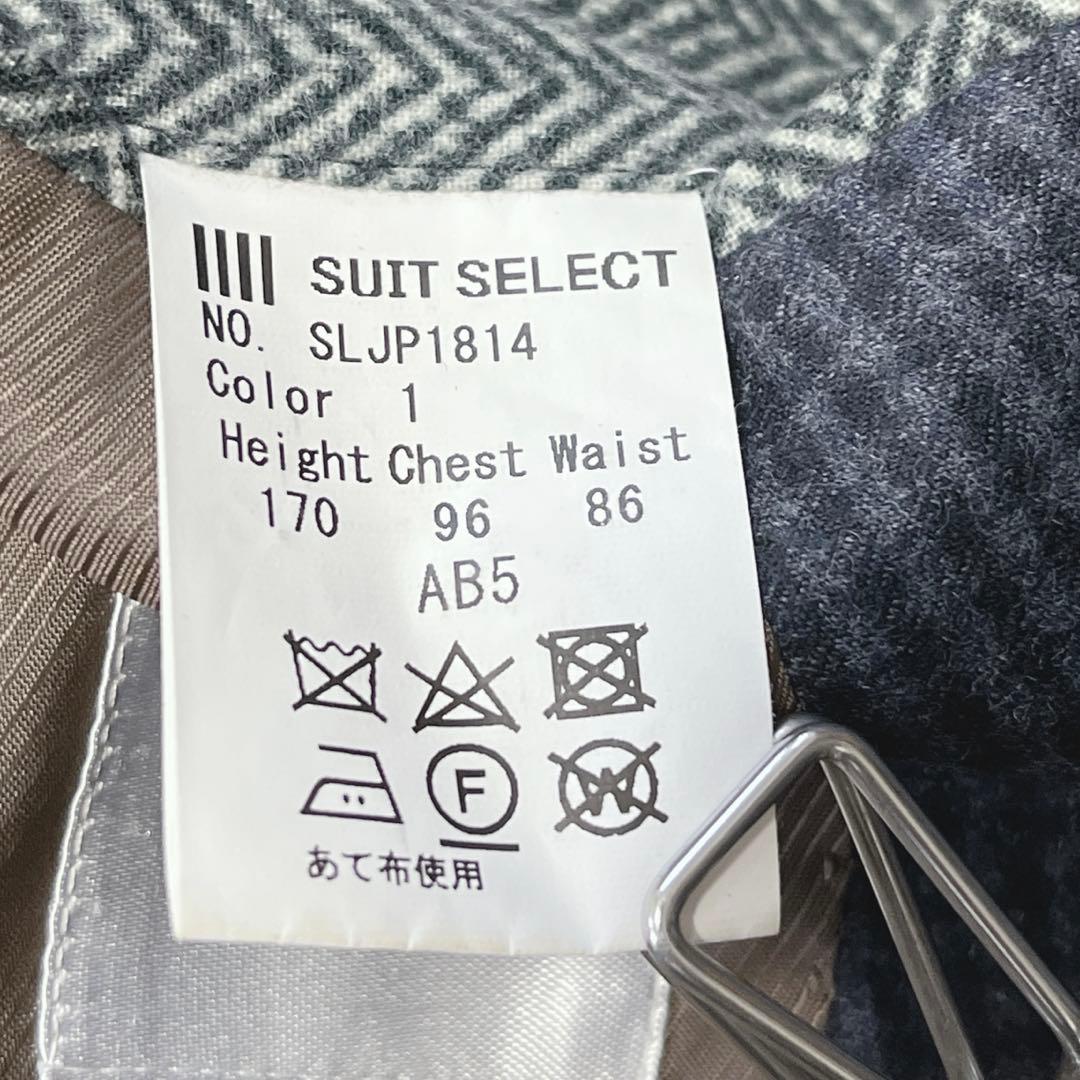 SUIT SELECT
NO. SLJP1814
Color 1
Height Chest Waist
170 96 86
AB5
F W
あて布使用